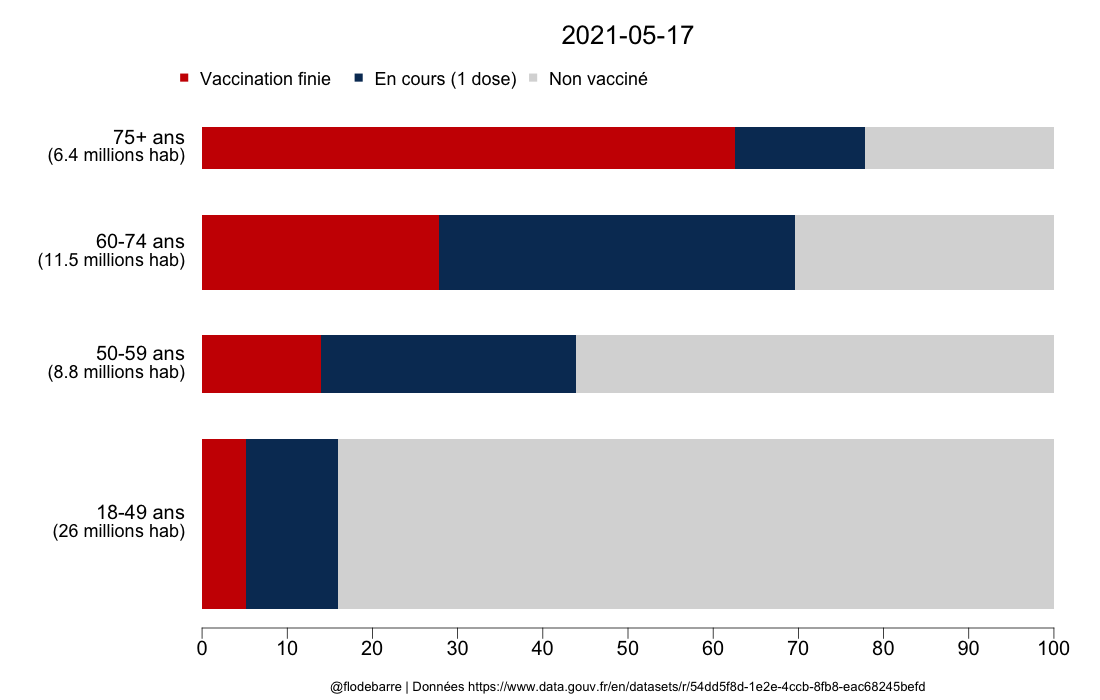 2021-05-17
Vaccination finie En cours (1 dose) Non vacciné
75+ ans
(6.4 millions hab)
60-74 ans
(11.5 millions hab)
50-59 ans
(8.8 millions hab)
18-49 ans
(26 millions hab)
0 10 20 30 40 50 60 70 80 90 100
@flodebarre | Données https://www.data.gouv.fr/en/datasets/r/54dd5f8d-1e2e-4ccb-8fb8-eac68245befd